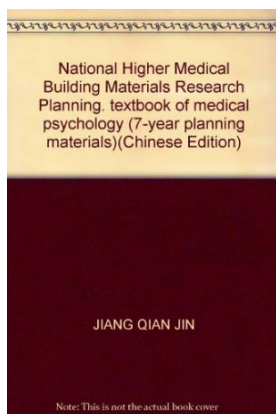 National Higher Medical
Building Materials Research
Planning. textbook of medical
psychology (7-year planning
materials)(Chinese Edition)
JIANG QIAN JIN
Note: This is not the actual book cover